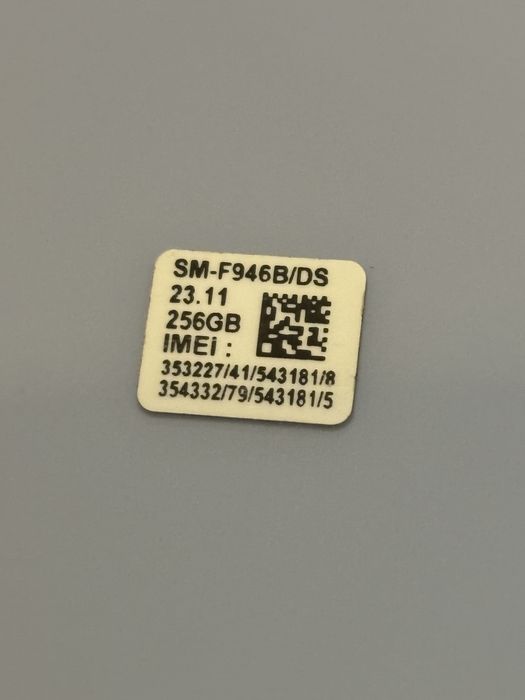 SM-F946B/DS
23.11
256GB
IMEi :
353227/41/543181/8
354332/79/543181/5